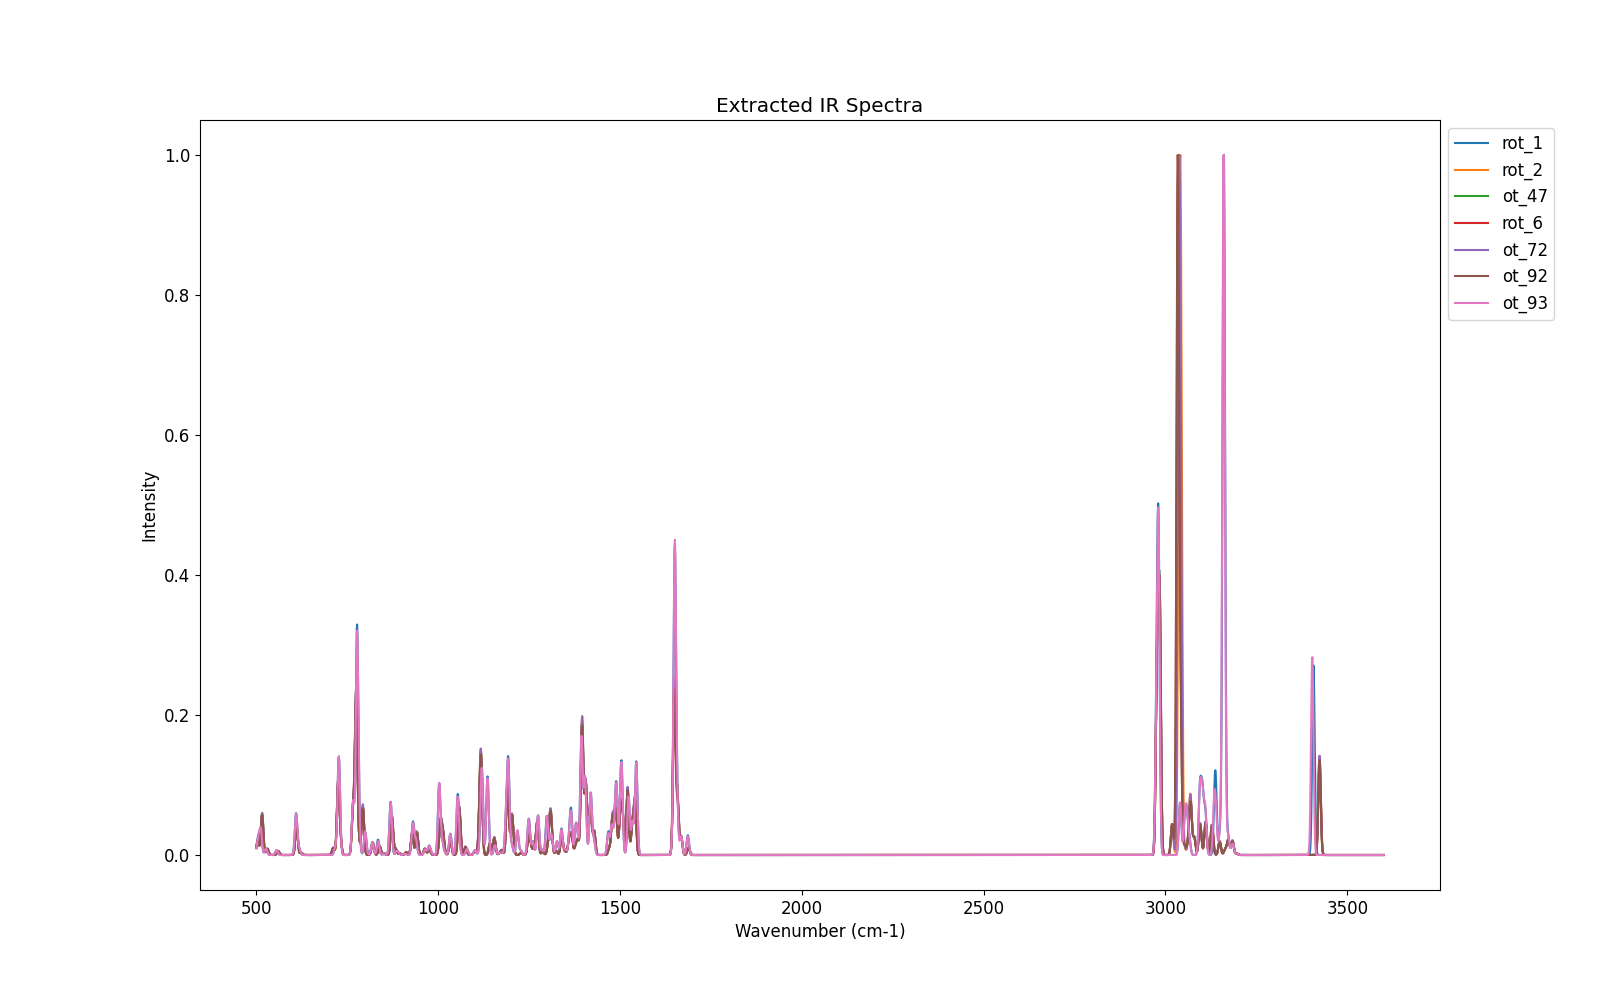 Extracted IR Spectra
1.0
0.8
0.6
0.4
0.2
0.0
Intensity
500
1000
1500
2000
2500
3000
3500
Wavenumber (cm-1)
rot_1
rot_2
ot_47
rot_6
ot_72
ot_92
ot_93